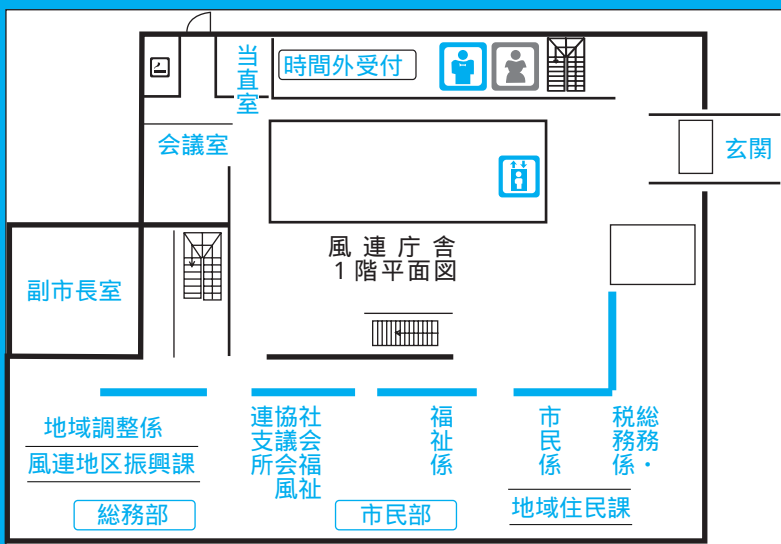 当直室
時間外受付
会議室
玄関
風連庁舎
1階平面図
副市長室
地域調整係
風連地区振興課
総務部
社会福祉
協議会風
連支所
福祉係
市民部
市民係
総務・
税務係
地域住民課